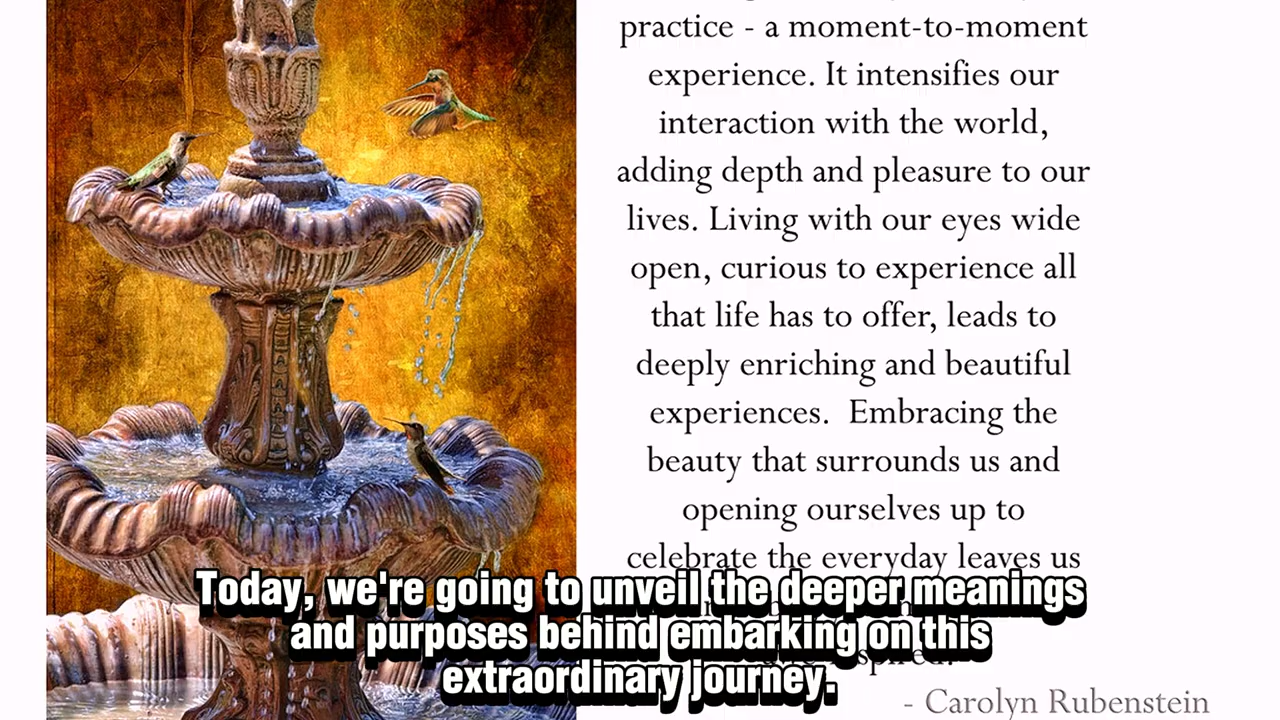 practice - a moment-to-moment
experience. It intensifies our
interaction with the world,
adding depth and pleasure to our
lives. Living with our eyes wide
open, curious to experience all
that life has to offer, leads to
deeply enriching and beautiful
experiences. Embracing the
beauty that surrounds us and
opening ourselves up to
celebrate the everyday leaves us
Today, we're going to unveil the deeper meanings
and purposes behind embarking on this
extraordinary journey.
- Carolyn Rubenstein